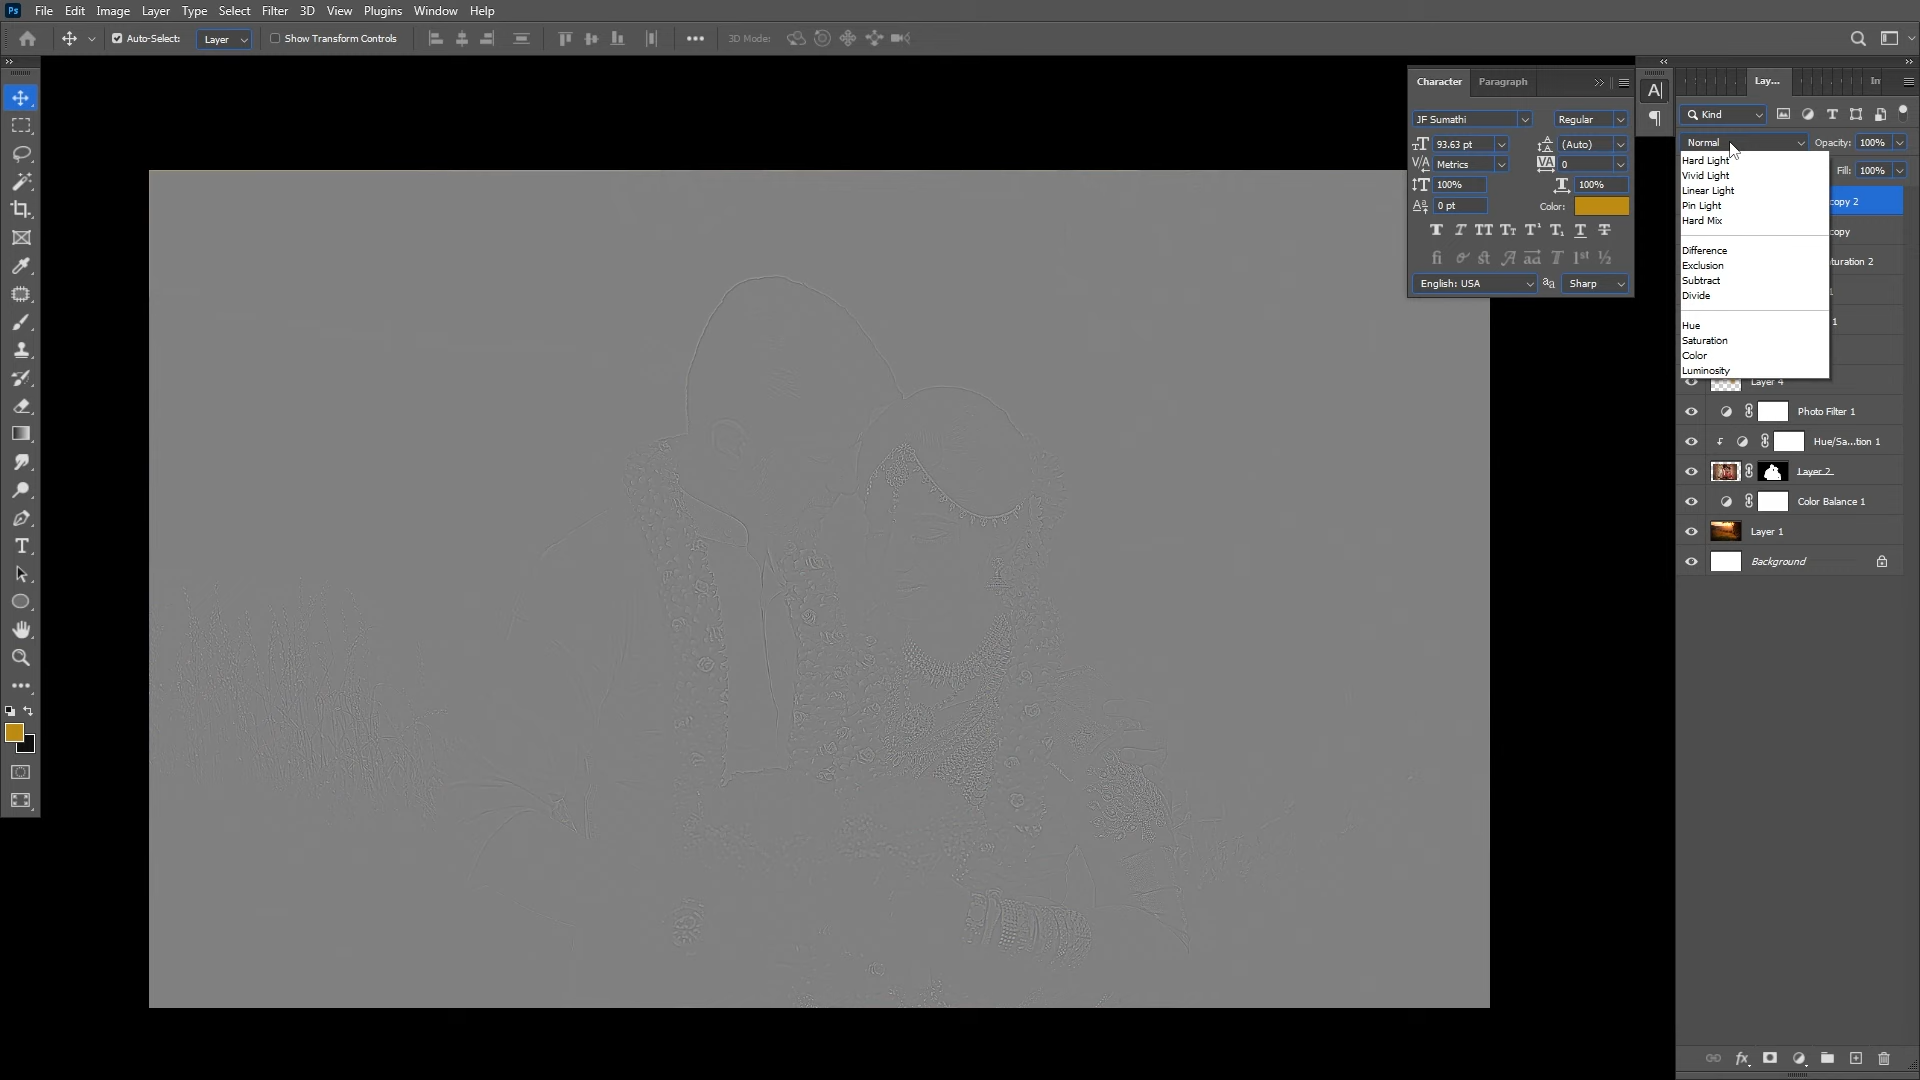 Ps File Edit Image Layer Type Select Filter 3D View Plugins Window Help
Auto-Select: Layer Show Transform Controls 3D Mode:
Character Paragraph
JF Sumathi Regular
93.63 pt (Auto)
Metrics 0
100% 100%
0 pt Color:
English: USA Sharp
Lay...
Kind
Normal Opacity: 100%
Fill: 100%
Hard Light
Vivid Light
Linear Light
Pin Light
Hard Mix
Difference
Exclusion
Subtract
Divide
Hue
Saturation
Color
Luminosity
copy 2
copy
turation 2
1
Layer 4
Photo Filter 1
Hue/Sa...tion 1
Layer 2
Color Balance 1
Layer 1
Background